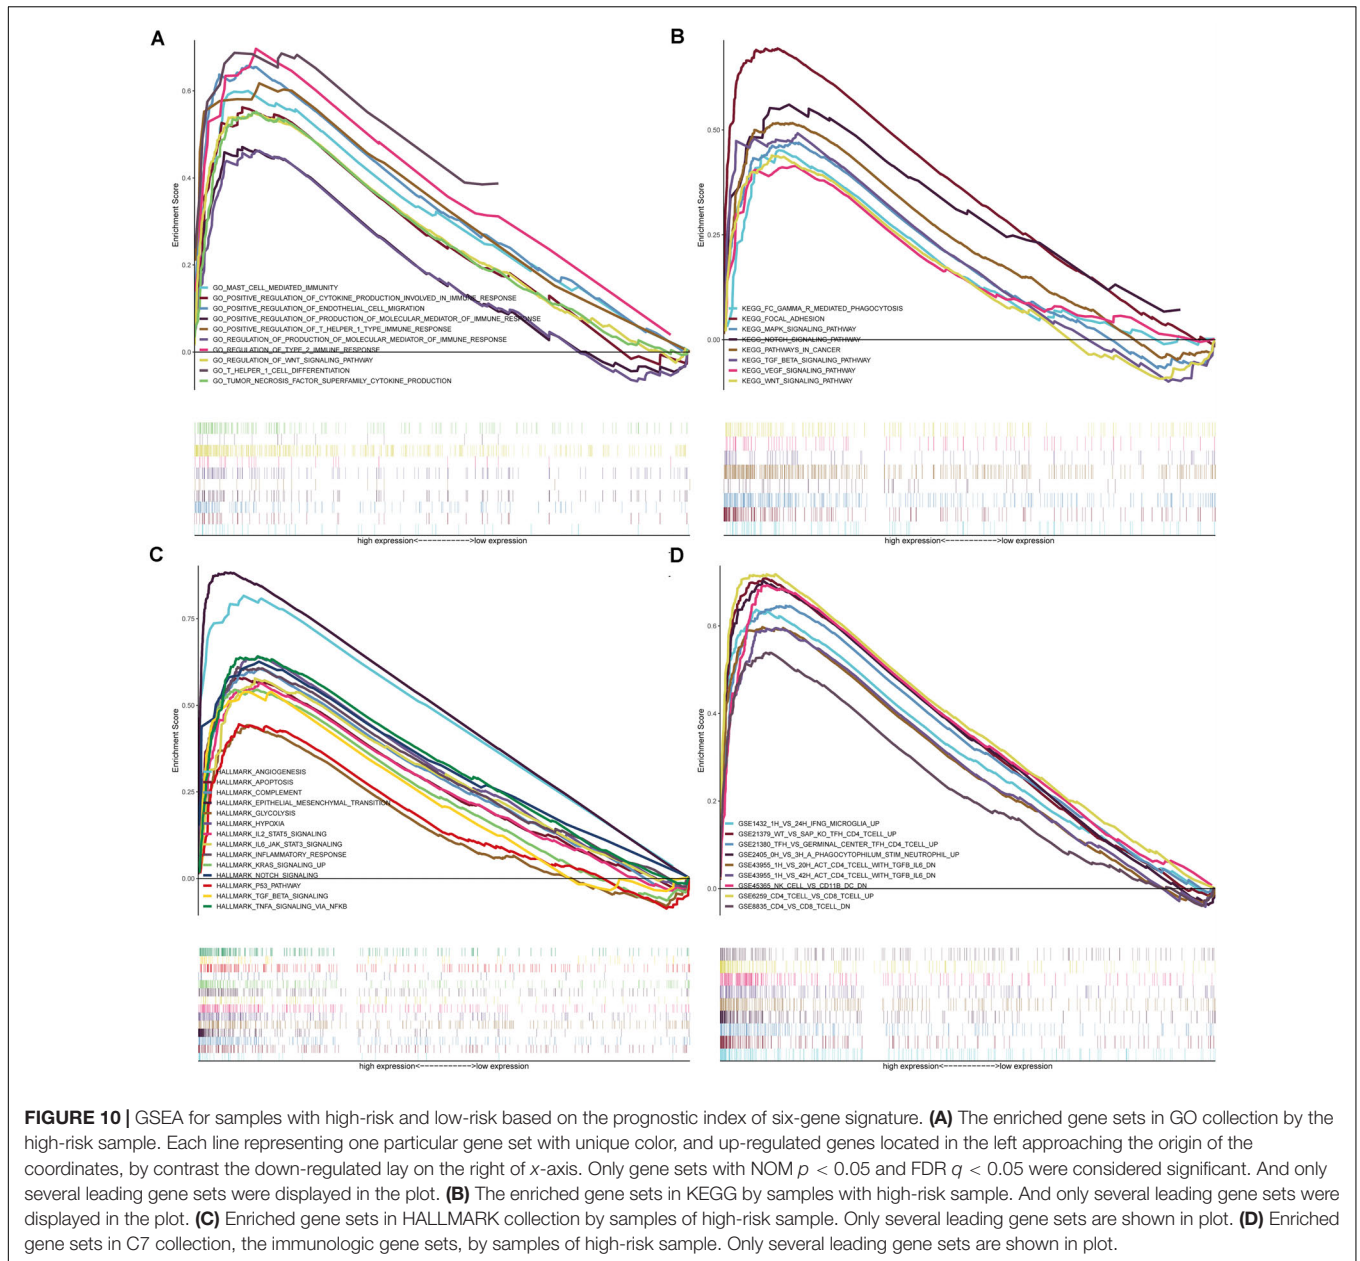 A
Enrichment Score
0.6
0.4
0.2
0.0
GO_MAST_CELL_MEDIATED_IMMUNITY
GO_POSITIVE_REGULATION_OF_CYTOKINE_PRODUCTION_INVOLVED_IN_IMMUNE_RESPONSE
GO_POSITIVE_REGULATION_OF_ENDOTHELIAL_CELL_MIGRATION
GO_POSITIVE_REGULATION_OF_PRODUCTION_OF_MOLECULAR_MEDIATOR_OF_IMMUNE_RESPONSE
GO_POSITIVE_REGULATION_OF_T_HELPER_1_TYPE_IMMUNE_RESPONSE
GO_REGULATION_OF_PRODUCTION_OF_MOLECULAR_MEDIATOR_OF_IMMUNE_RESPONSE
GO_REGULATION_OF_TYPE_2_IMMUNE_RESPONSE
GO_REGULATION_OF_WNT_SIGNALING_PATHWAY
GO_T_HELPER_1_CELL_DIFFERENTIATION
GO_TUMOR_NECROSIS_FACTOR_SUPERFAMILY_CYTOKINE_PRODUCTION
high expression<----------->low expression
B
Enrichment Score
0.50
0.25
0.00
KEGG_FC_GAMMA_R_MEDIATED_PHAGOCYTOSIS
KEGG_FOCAL_ADHESION
KEGG_MAPK_SIGNALING_PATHWAY
KEGG_NOTCH_SIGNALING_PATHWAY
KEGG_PATHWAYS_IN_CANCER
KEGG_TGF_BETA_SIGNALING_PATHWAY
KEGG_VEGF_SIGNALING_PATHWAY
KEGG_WNT_SIGNALING_PATHWAY
high expression<----------->low expression
C
Enrichment Score
0.75
0.50
0.25
0.00
HALLMARK_ANGIOGENESIS
HALLMARK_APOPTOSIS
HALLMARK_COMPLEMENT
HALLMARK_EPITHELIAL_MESENCHYMAL_TRANSITION
HALLMARK_GLYCOLYSIS
HALLMARK_HYPOXIA
HALLMARK_IL2_STAT5_SIGNALING
HALLMARK_IL6_JAK_STAT3_SIGNALING
HALLMARK_INFLAMMATORY_RESPONSE
HALLMARK_KRAS_SIGNALING_UP
HALLMARK_NOTCH_SIGNALING
HALLMARK_P53_PATHWAY
HALLMARK_TGF_BETA_SIGNALING
HALLMARK_TNFA_SIGNALING_VIA_NFKB
high expression<----------->low expression
D
Enrichment Score
0.6
0.4
0.2
0.0
GSE1432_1H_VS_24H_IFNG_MICROGLIA_UP
GSE21379_WT_VS_SAP_KO_TFH_CD4_TCELL_UP
GSE21380_TFH_VS_GERMINAL_CENTER_TFH_CD4_TCELL_UP
GSE2405_0H_VS_3H_A_PHAGOCYTOPHILUM_STIM_NEUTROPHIL_UP
GSE43955_1H_VS_20H_ACT_CD4_TCELL_WITH_TGFB_IL6_DN
GSE43955_1H_VS_42H_ACT_CD4_TCELL_WITH_TGFB_IL6_DN
GSE45365_NK_CELL_VS_CD11B_DC_DN
GSE6259_CD4_TCELL_VS_CD8_TCELL_UP
GSE8835_CD4_VS_CD8_TCELL_DN
high expression<----------->low expression
FIGURE 10 | GSEA for samples with high-risk and low-risk based on the prognostic index of six-gene signature. (A) The enriched gene sets in GO collection by the
high-risk sample. Each line representing one particular gene set with unique color, and up-regulated genes located in the left approaching the origin of the
coordinates, by contrast the down-regulated lay on the right of x-axis. Only gene sets with NOM p < 0.05 and FDR q < 0.05 were considered significant. And only
several leading gene sets were displayed in the plot. (B) The enriched gene sets in KEGG by samples with high-risk sample. And only several leading gene sets were
displayed in the plot. (C) Enriched gene sets in HALLMARK collection by samples of high-risk sample. Only several leading gene sets are shown in plot. (D) Enriched
gene sets in C7 collection, the immunologic gene sets, by samples of high-risk sample. Only several leading gene sets are shown in plot.